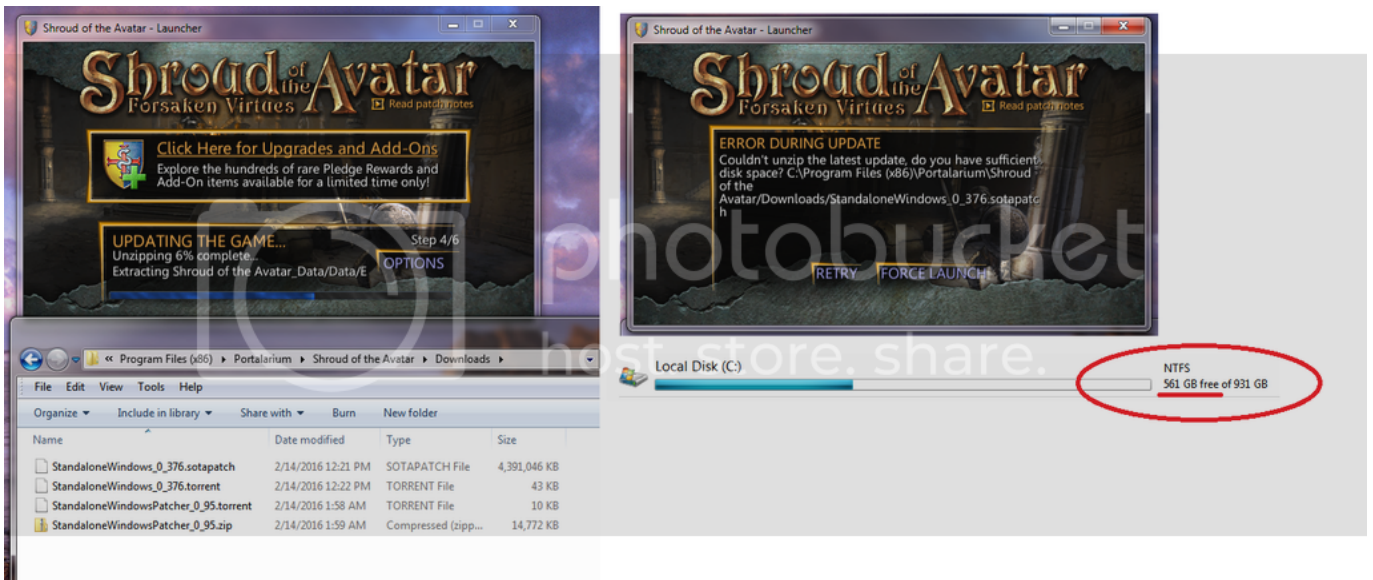 Shroud of the Avatar - Launcher
Shroud of the Avatar
Forsaken Virtues
Read patch notes
Click Here for Upgrades and Add-Ons
Explore the hundreds of rare Pledge Rewards and
Add-On items available for a limited time only!
UPDATING THE GAME...
Step 4/6
Unzipping 6% complete...
Extracting Shroud of the Avatar_Data/Data/E
OPTIONS
« Program Files (x86) Portalarium Shroud of the Avatar Downloads
File Edit View Tools Help
Organize Include in library Share with Burn New folder
Name Date modified Type Size
StandaloneWindows_0_376.sotapatch 2/14/2016 12:21 PM SOTAPATCH File 4,391,046 KB
StandaloneWindows_0_376.torrent 2/14/2016 12:22 PM TORRENT File 43 KB
StandaloneWindowsPatcher_0_95.torrent 2/14/2016 1:58 AM TORRENT File 10 KB
StandaloneWindowsPatcher_0_95.zip 2/14/2016 1:59 AM Compressed (zipp... 14,772 KB
Shroud of the Avatar - Launcher
Shroud of the Avatar
Forsaken Virtues
Read patch notes
ERROR DURING UPDATE
Couldn't unzip the latest update, do you have sufficient
disk space? C:\Program Files (x86)\Portalarium\Shroud
of the
Avatar/Downloads/StandaloneWindows_0_376.sotapatc
h
RETRY FORCE LAUNCH
Local Disk (C:)
NTFS
561 GB free of 931 GB
photobucket
host. store. share.